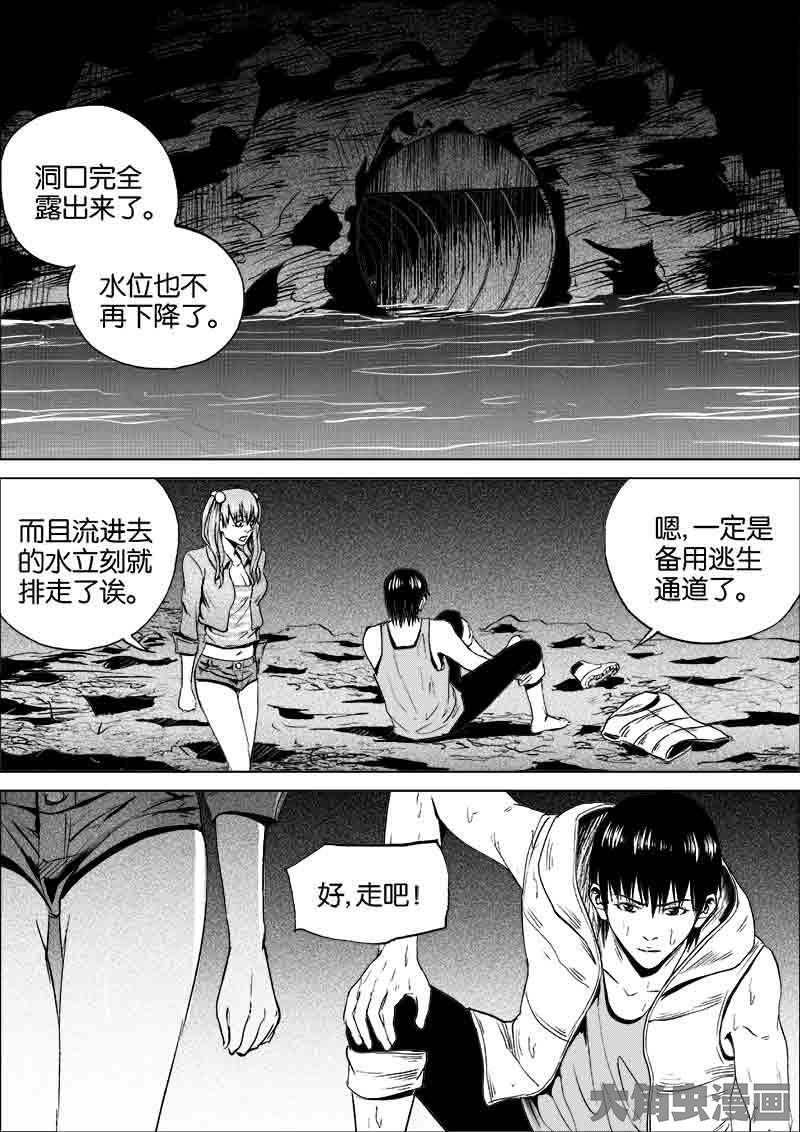 洞口完全
露出来了。
水位也不
再下降了。
而且流进去
的水立刻就
排走了诶。
嗯,一定是
备用逃生
通道了。
好,走吧!
大角虫漫画